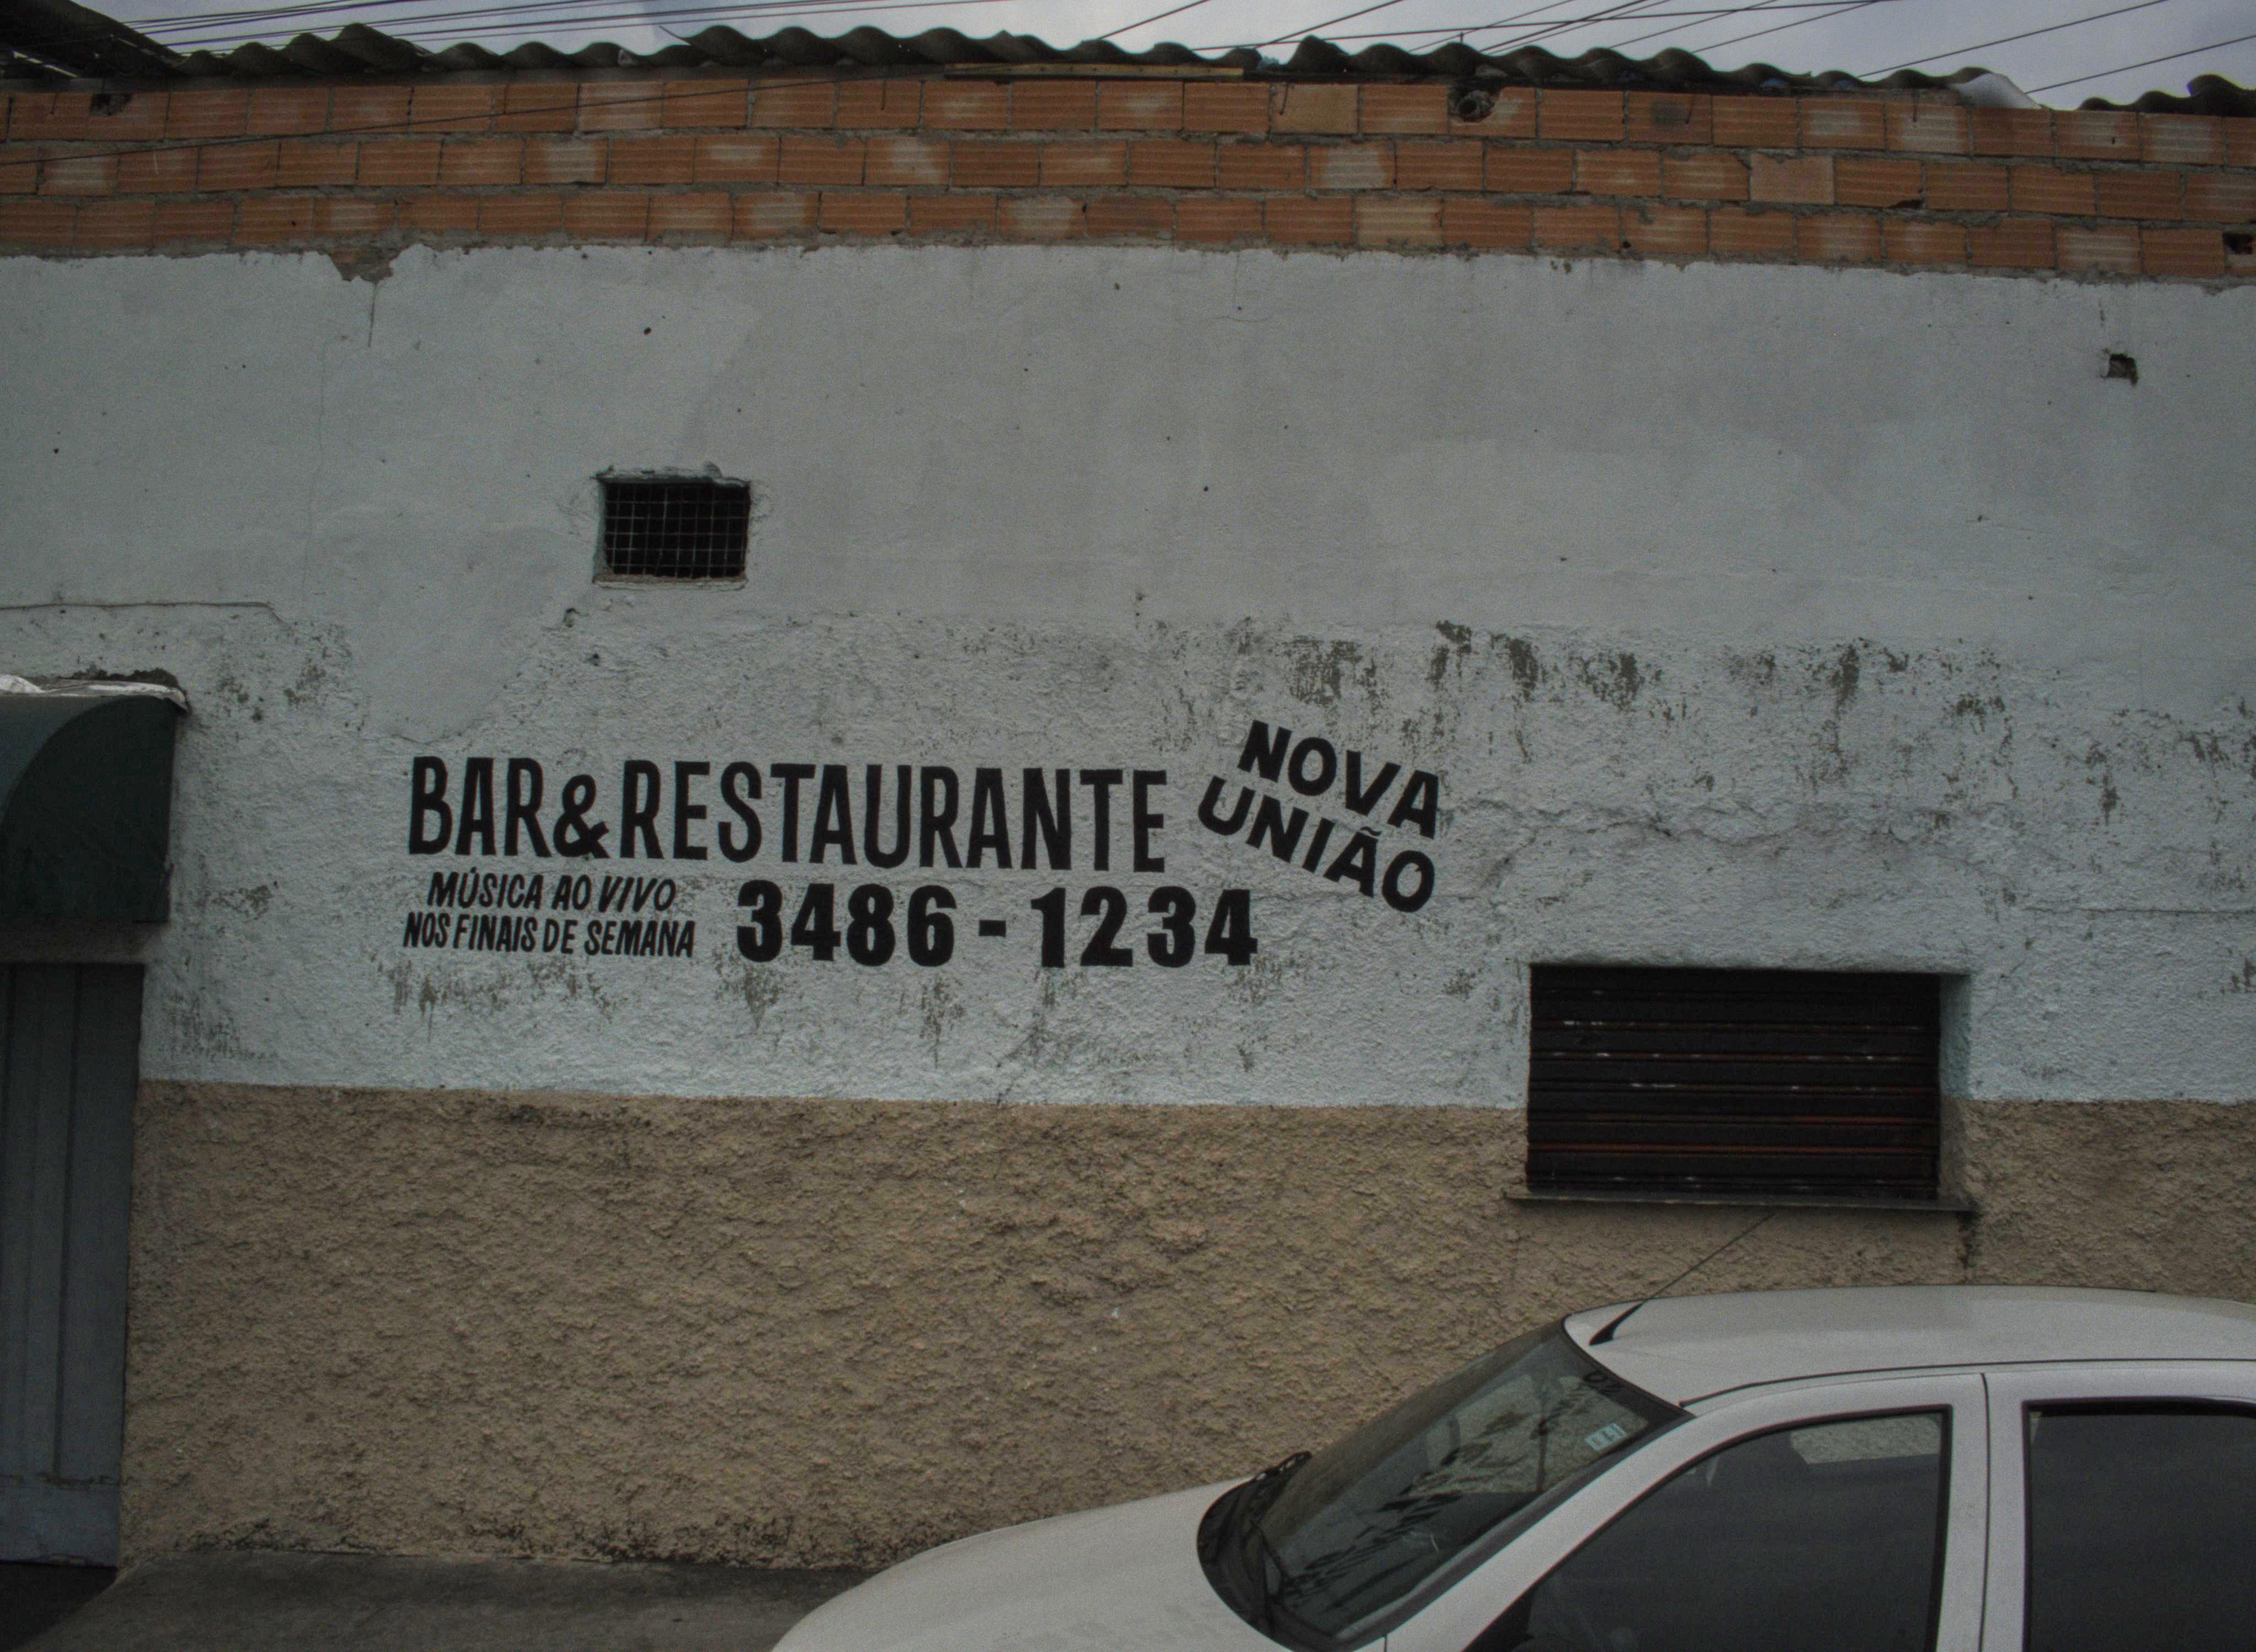 BAR & RESTAURANTE
NOVA
UNIÃO
MÚSICA AO VIVO
NOS FINAIS DE SEMANA
3486 - 1234